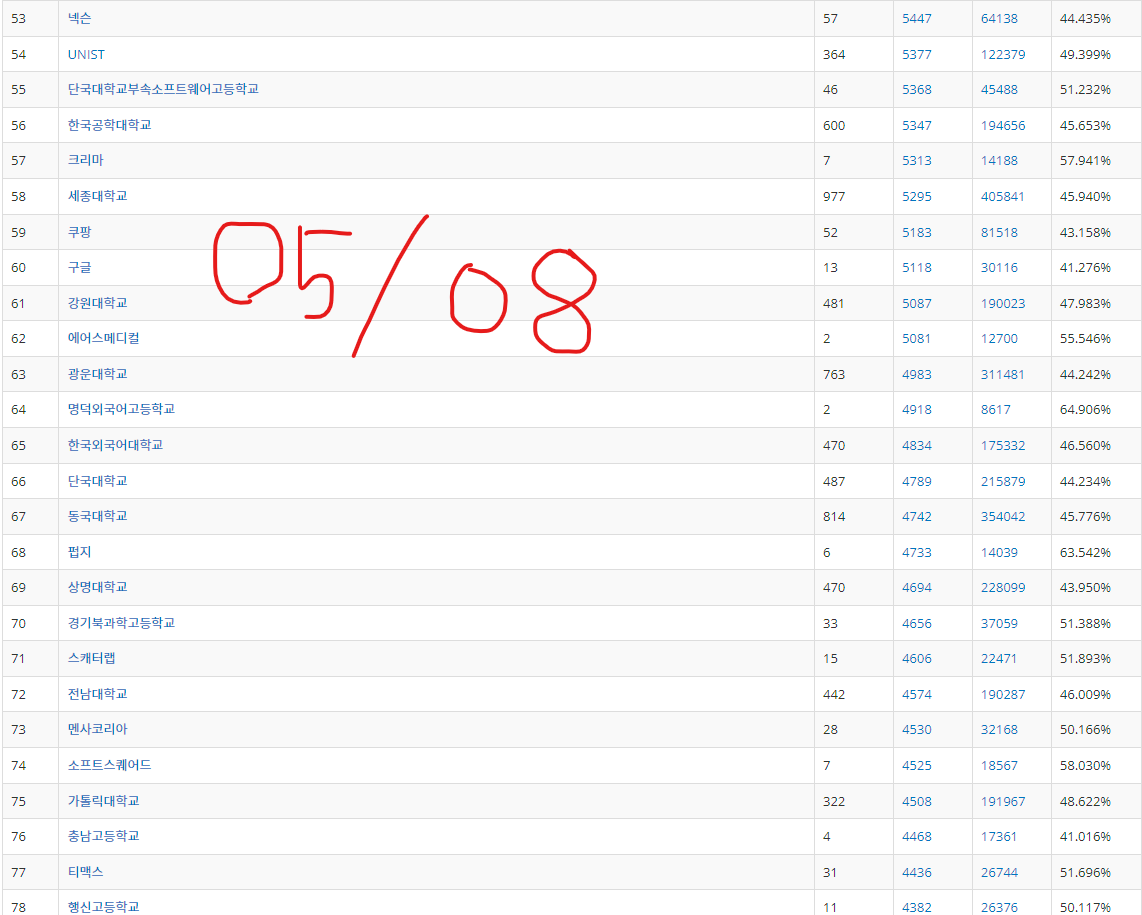 53 넥슨 57 5447 64138 44.435%
54 UNIST 364 5377 122379 49.399%
55 단국대학교부속소프트웨어고등학교 46 5368 45488 51.232%
56 한국공학대학교 600 5347 194656 45.653%
57 크리마 7 5313 14188 57.941%
58 세종대학교 977 5295 405841 45.940%
59 쿠팡 52 5183 81518 43.158%
05/08
60 구글 13 5118 30116 41.276%
61 강원대학교 481 5087 190023 47.983%
62 에어스메디컬 2 5081 12700 55.546%
63 광운대학교 763 4983 311481 44.242%
64 명덕외국어고등학교 2 4918 8617 64.906%
65 한국외국어대학교 470 4834 175332 46.560%
66 단국대학교 487 4789 215879 44.234%
67 동국대학교 814 4742 354042 45.776%
68 펍지 6 4733 14039 63.542%
69 상명대학교 470 4694 228099 43.950%
70 경기북과학고등학교 33 4656 37059 51.388%
71 스캐터랩 15 4606 22471 51.893%
72 전남대학교 442 4574 190287 46.009%
73 멘사코리아 28 4530 32168 50.166%
74 소프트스퀘어드 7 4525 18567 58.030%
75 가톨릭대학교 322 4508 191967 48.622%
76 충남고등학교 4 4468 17361 41.016%
77 티맥스 31 4436 26744 51.696%
78 행신고등학교 11 4382 26376 50.117%